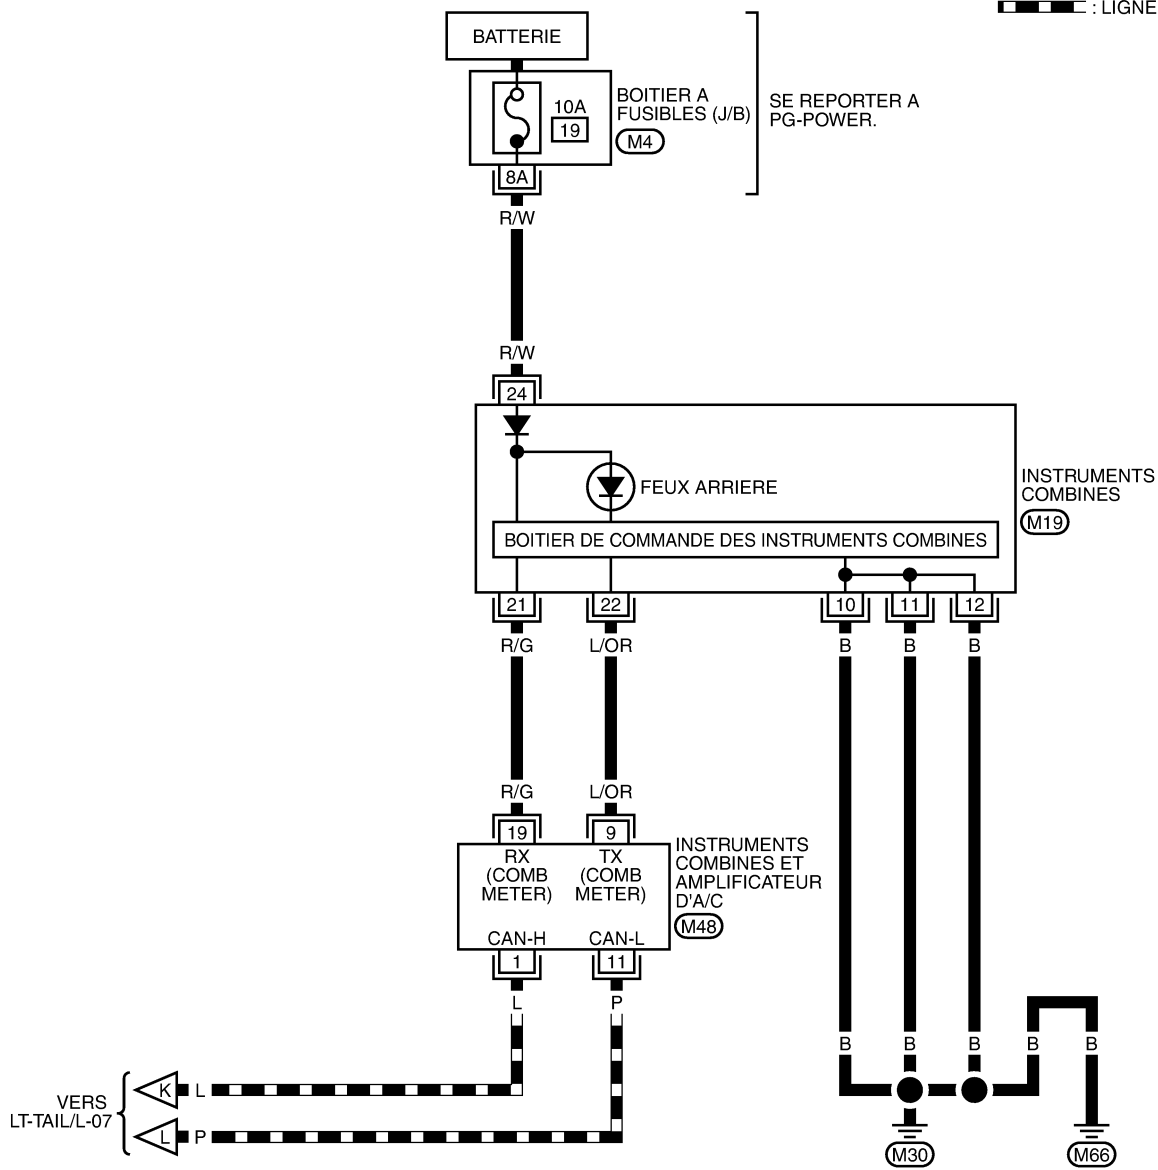 : LIGNE
BATTERIE
10A
19
BOITIER A
FUSIBLES (J/B)
M4
SE REPORTER A
PG-POWER.
8A
R/W
R/W
24
FEUX ARRIERE
INSTRUMENTS
COMBINES
M19
BOITIER DE COMMANDE DES INSTRUMENTS COMBINES
21 22 10 11 12
R/G L/OR B B B
R/G L/OR
19 9
RX
(COMB
METER)
TX
(COMB
METER)
INSTRUMENTS
COMBINES ET
AMPLIFICATEUR
D'A/C
M48
CAN-H CAN-L
1 11
L P
B B B B B
VERS
LT-TAIL/L-07
K L
L P
M30 M66